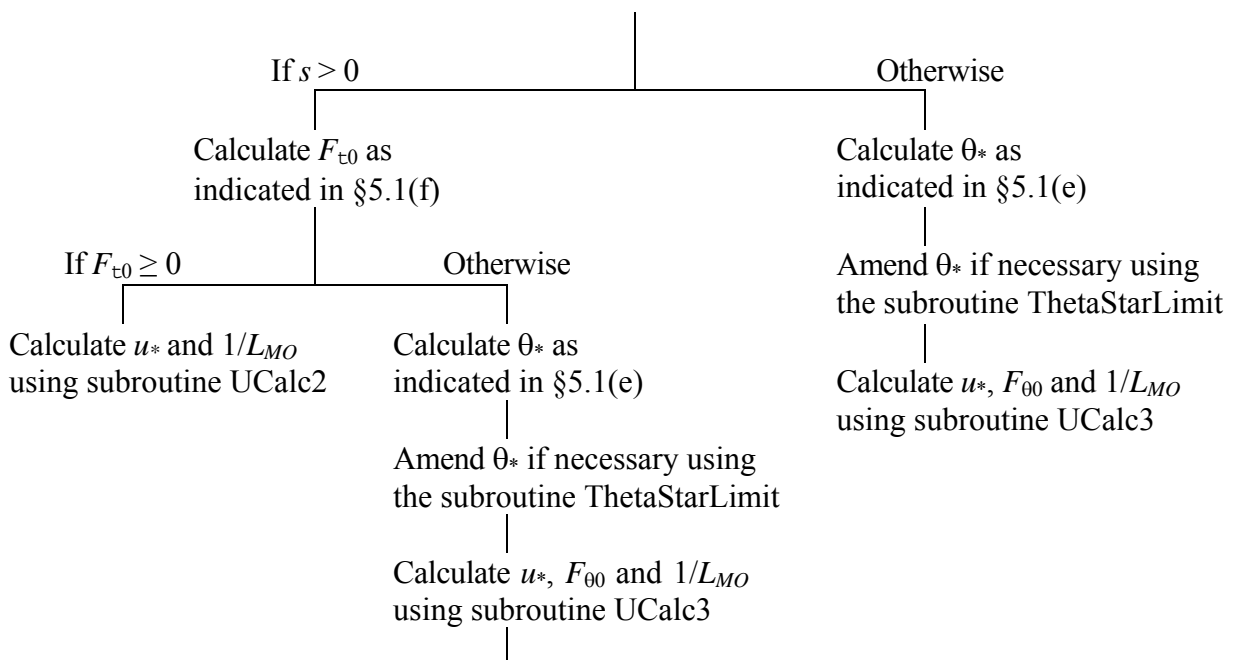 If s > 0
Otherwise
Calculate Fₜ₀ as
indicated in §5.1(f)
Calculate θ* as
indicated in §5.1(e)
If Fₜ₀ ≥ 0
Otherwise
Amend θ* if necessary using
the subroutine ThetaStarLimit
Calculate u* and 1/L_MO
using subroutine UCalc2
Calculate θ* as
indicated in §5.1(e)
Calculate u*, F_θ0 and 1/L_MO
using subroutine UCalc3
Amend θ* if necessary using
the subroutine ThetaStarLimit
Calculate u*, F_θ0 and 1/L_MO
using subroutine UCalc3